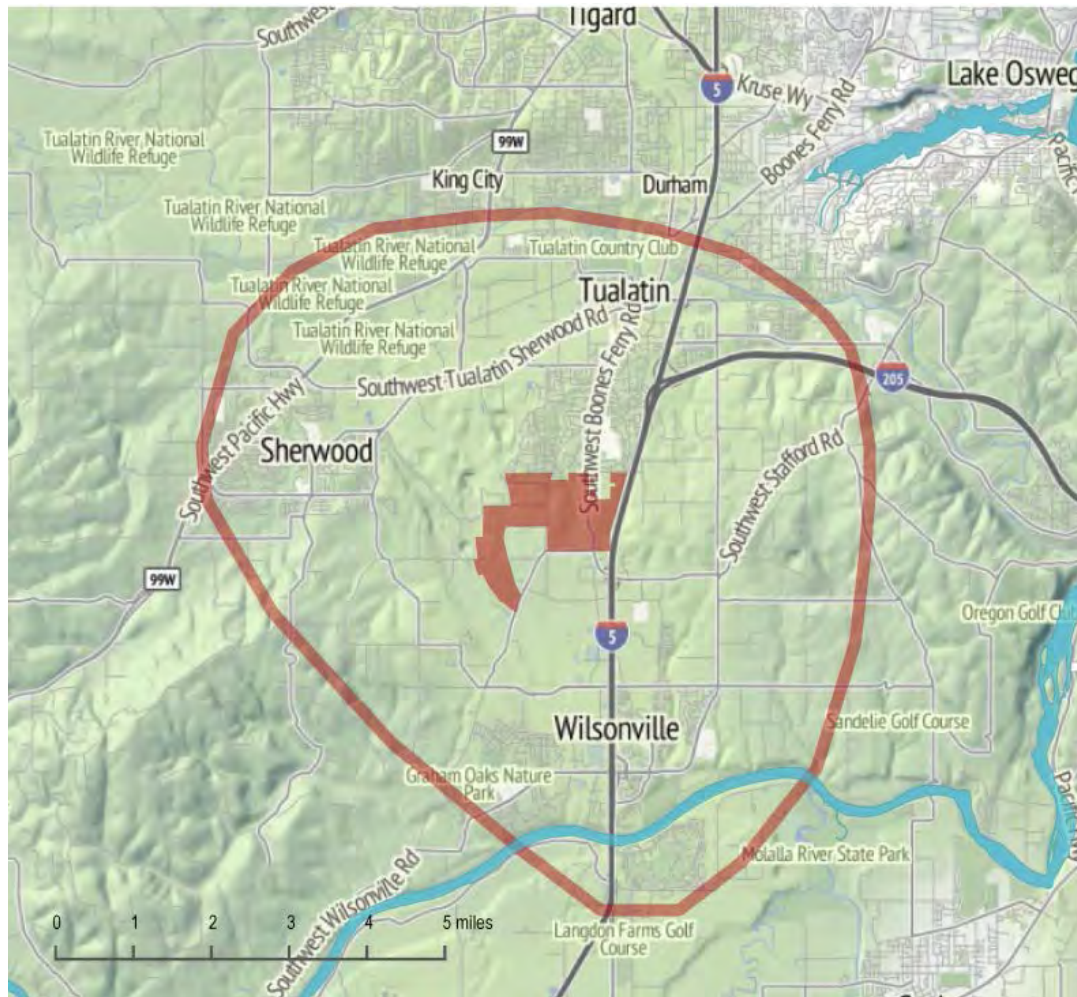 Southwest
Tigard
5
Kruse Wy
Lake Osweg
Boones Ferry Rd
Pacific
Tualatin River National
Wildlife Refuge
99W
King City
Durham
Tualatin River National
Wildlife Refuge
Tualatin River National
Wildlife Refuge
Tualatin Country Club
Tualatin River National
Wildlife Refuge
Tualatin
Tualatin River National
Wildlife Refuge
Southwest Tualatin Sherwood Rd
Southwest Boones Ferry Rd
205
Southwest Pacific Hwy
Sherwood
Southwest Stafford Rd
99W
Oregon Golf Club
5
Wilsonville
Sandelie Golf Course
Graham Oaks Nature
Park
Pacific Hwy
Molalla River State Park
Southwest Wilsonville Rd
0 1 2 3 4 5 miles
Langdon Farms Golf
Course